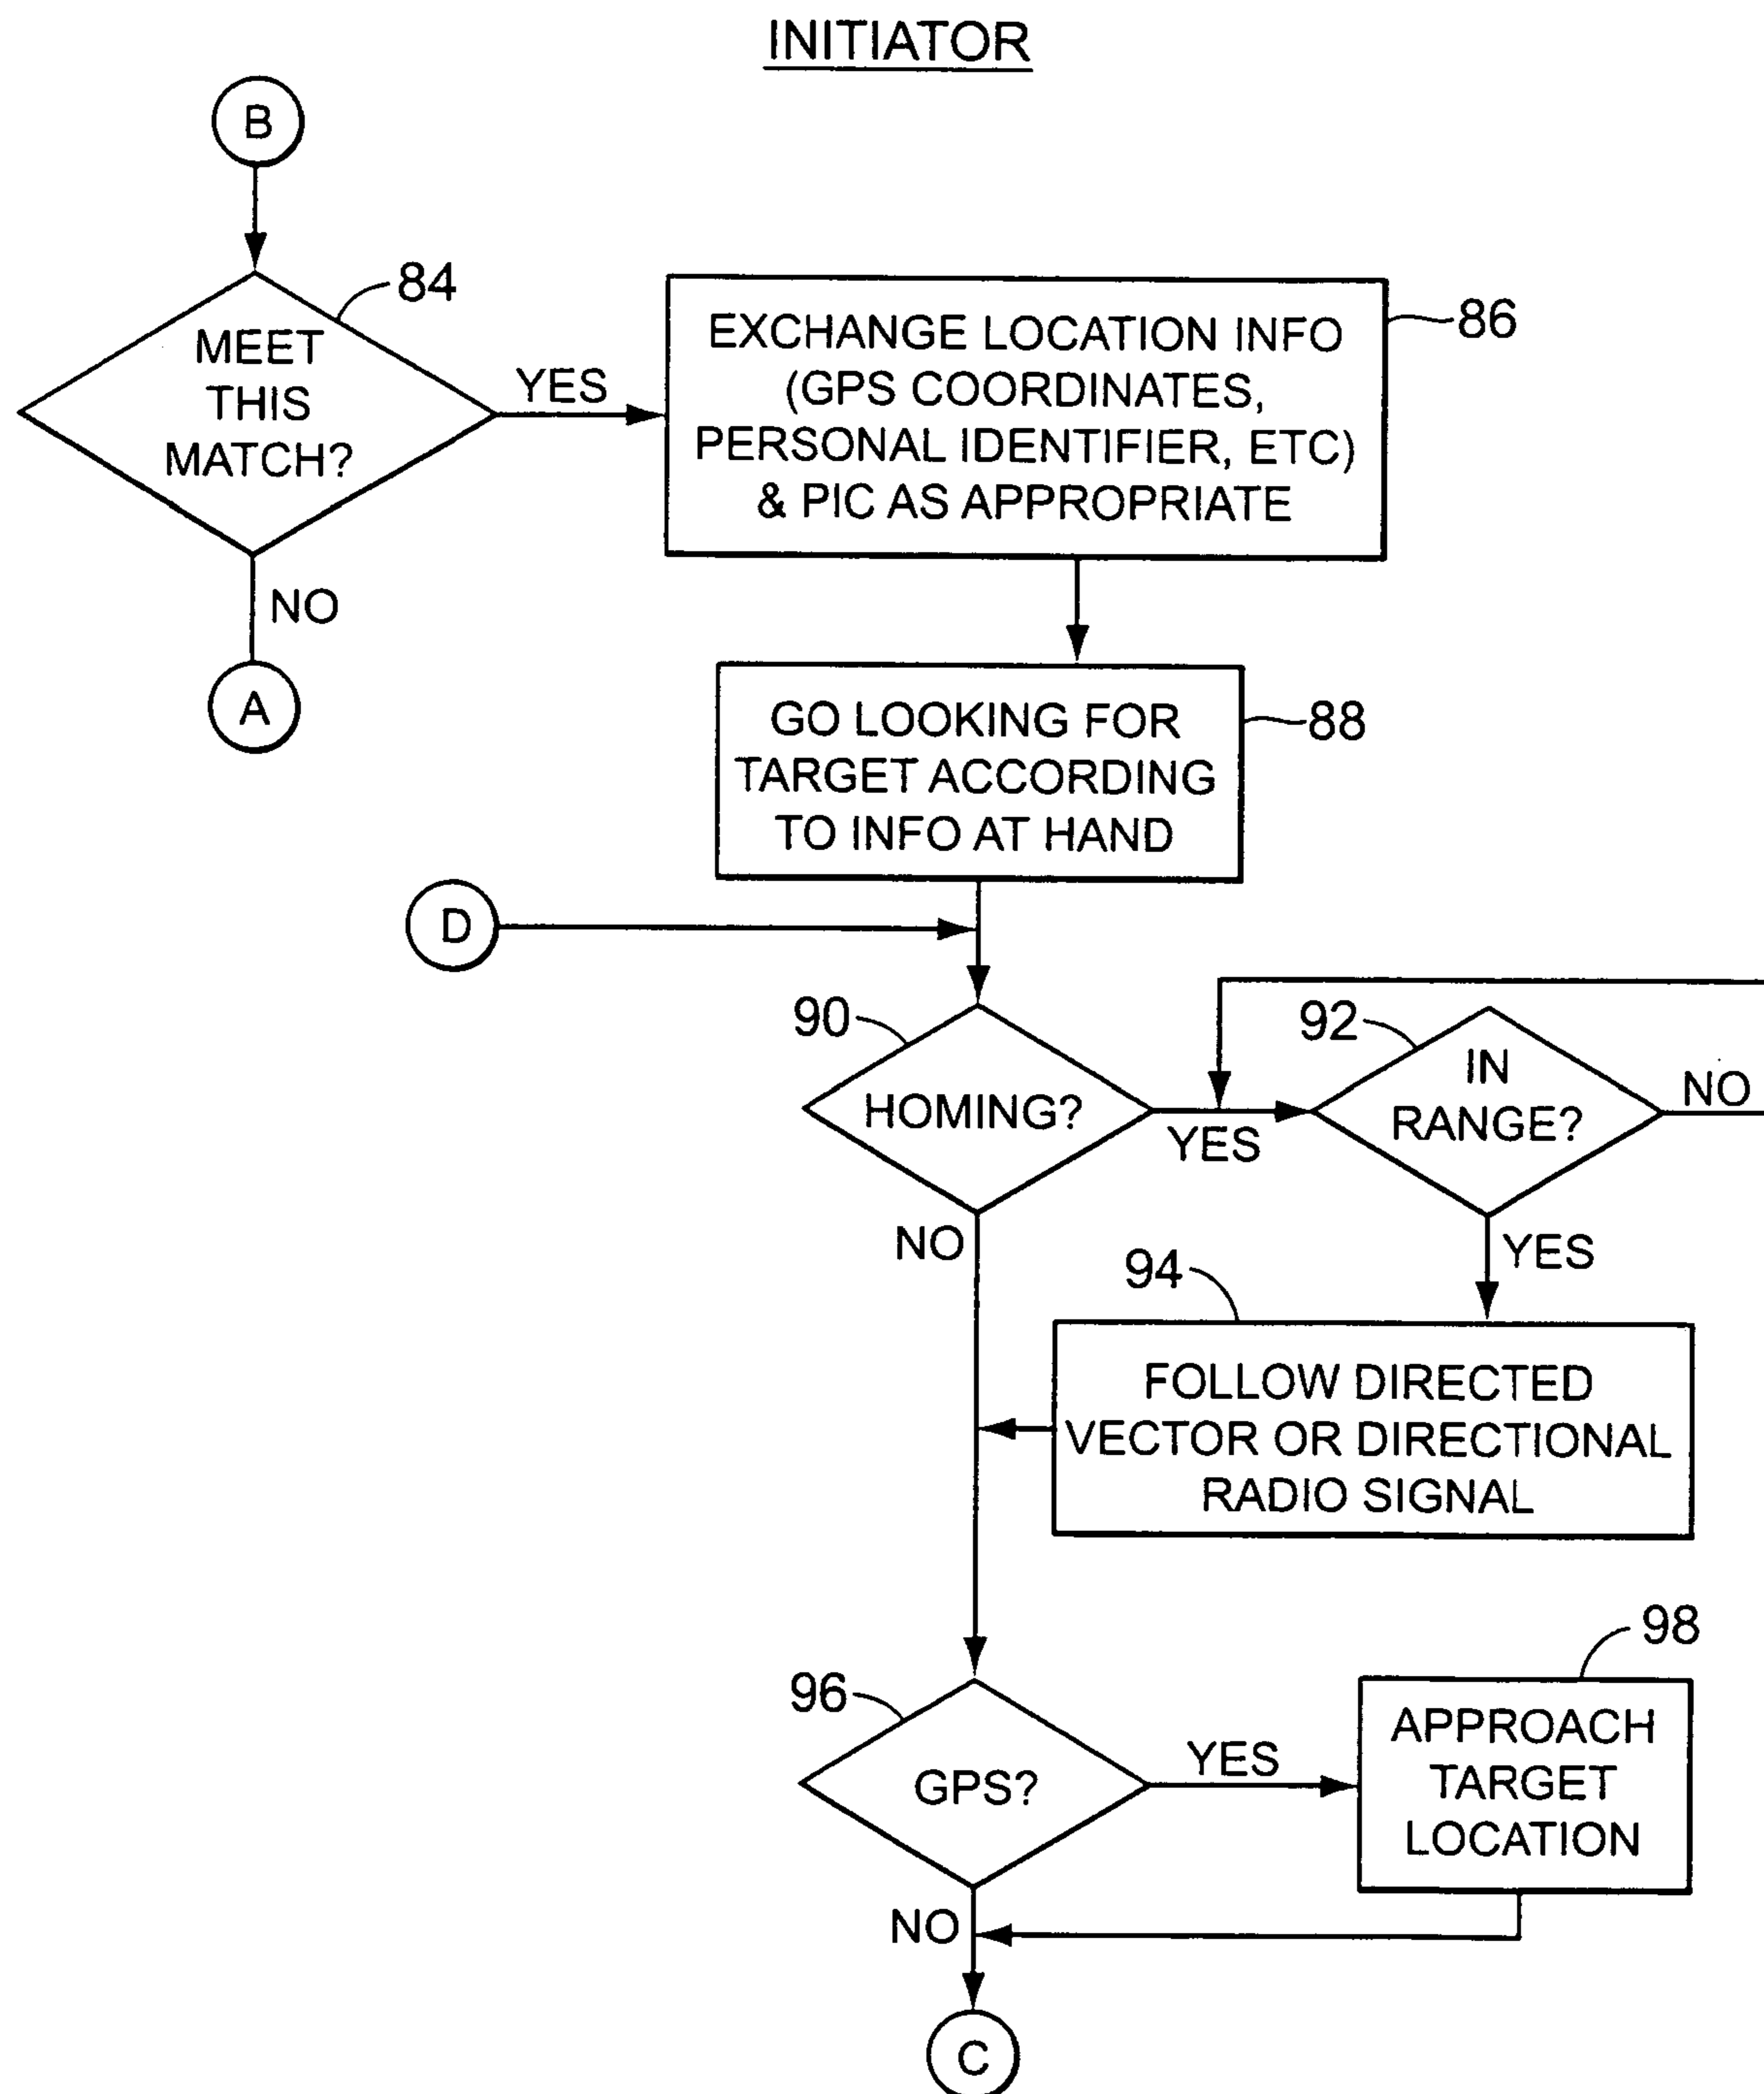 INITIATOR
B
84
MEET
THIS
MATCH?
YES
NO
A
86
EXCHANGE LOCATION INFO
(GPS COORDINATES,
PERSONAL IDENTIFIER, ETC)
& PIC AS APPROPRIATE
88
GO LOOKING FOR
TARGET ACCORDING
TO INFO AT HAND
D
90
HOMING?
YES
NO
92
IN
RANGE?
NO
YES
94
FOLLOW DIRECTED
VECTOR OR DIRECTIONAL
RADIO SIGNAL
96
GPS?
YES
NO
98
APPROACH
TARGET
LOCATION
C